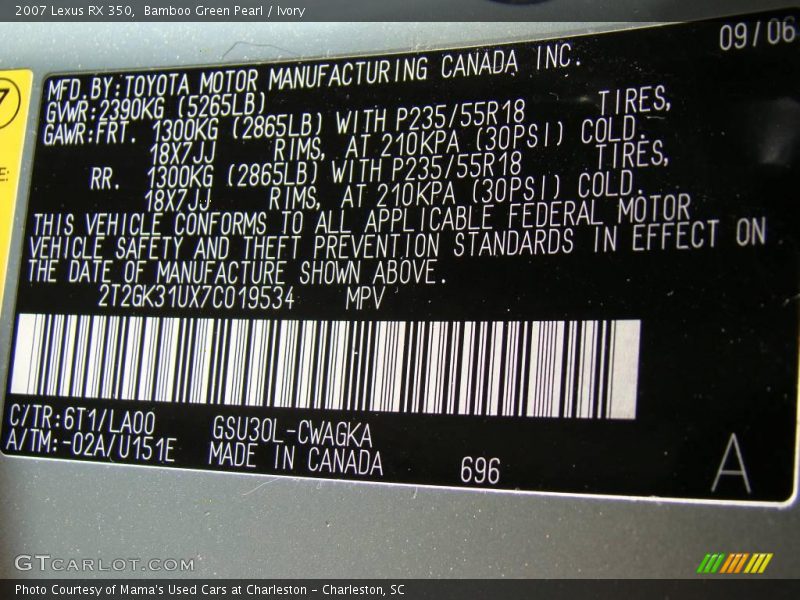 2007 Lexus RX 350,  Bamboo Green Pearl / Ivory
09/06
MFD.BY:TOYOTA MOTOR MANUFACTURING CANADA INC.
GVWR:2390KG (5265LB)
GAWR:FRT. 1300KG (2865LB) WITH P235/55R18 TIRES,
18X7JJ RIMS, AT 210KPA (30PSI) COLD.
RR. 1300KG (2865LB) WITH P235/55R18 TIRES,
18X7JJ RIMS, AT 210KPA (30PSI) COLD.
THIS VEHICLE CONFORMS TO ALL APPLICABLE FEDERAL MOTOR
VEHICLE SAFETY AND THEFT PREVENTION STANDARDS IN EFFECT ON
THE DATE OF MANUFACTURE SHOWN ABOVE.
2T2GK31UX7C019534 MPV
C/TR:6T1/LA00 GSU30L-CWAGKA
A/TM:-02A/U151E MADE IN CANADA 696 A
GTCARLOT.COM
Photo Courtesy of Mama's Used Cars at Charleston - Charleston, SC